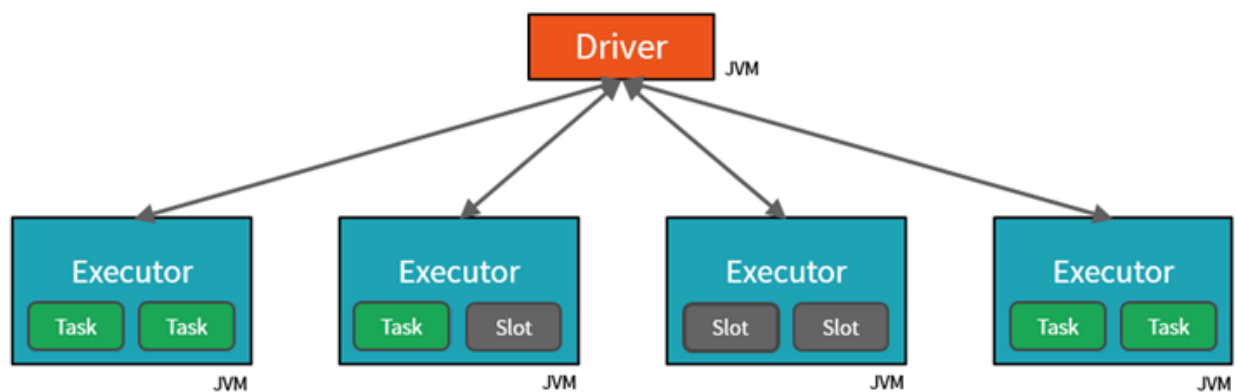 Driver
JVM
Executor Executor Executor Executor
Task Task Task Slot Slot Slot Task Task
JVM JVM JVM JVM